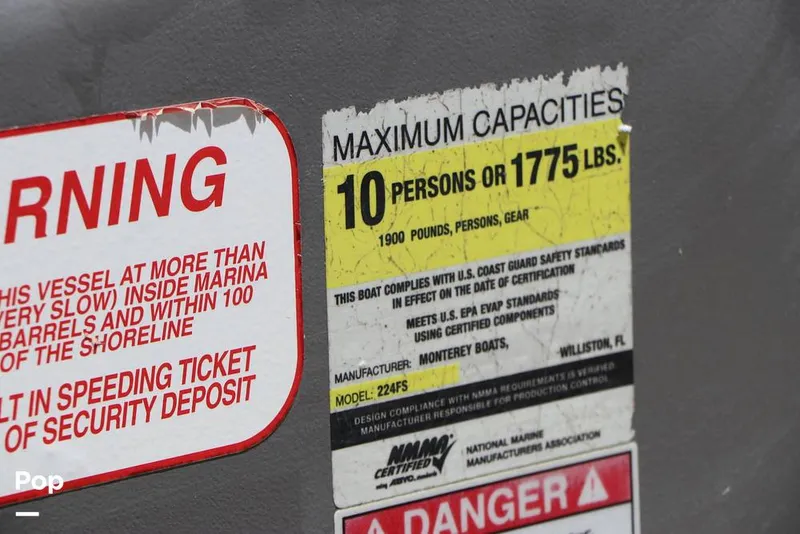 RNING
HIS VESSEL AT MORE THAN
VERY SLOW) INSIDE MARINA
BARRELS AND WITHIN 100
OF THE SHORELINE
LT IN SPEEDING TICKET
OF SECURITY DEPOSIT
MAXIMUM CAPACITIES
10 PERSONS OR 1775 LBS.
1900 POUNDS, PERSONS, GEAR
THIS BOAT COMPLIES WITH U.S. COAST GUARD SAFETY STANDARDS
IN EFFECT ON THE DATE OF CERTIFICATION
MEETS U.S. EPA EVAP STANDARDS
USING CERTIFIED COMPONENTS
MANUFACTURER: MONTEREY BOATS, WILLISTON, FL
MODEL: 224FS
DESIGN COMPLIANCE WITH NMMA REQUIREMENTS IS VERIFIED.
MANUFACTURER RESPONSIBLE FOR PRODUCTION CONTROL.
NMMA
CERTIFIED
using ABYC standards
NATIONAL MARINE
MANUFACTURERS ASSOCIATION
DANGER
Pop